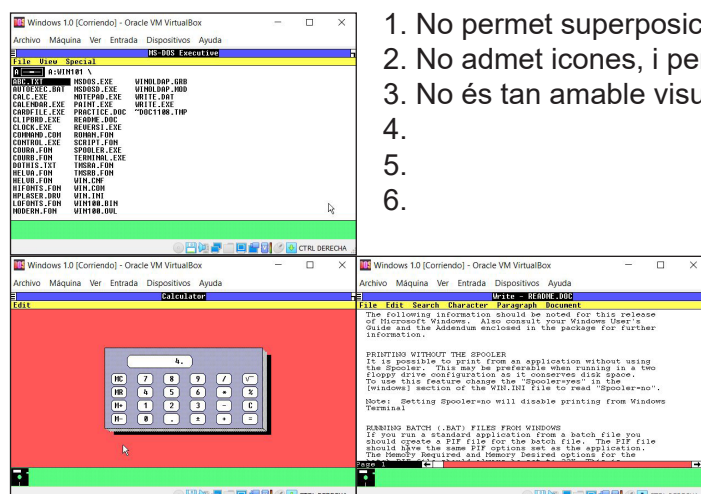 Windows 1.0 [Corriendo] - Oracle VM VirtualBox
Archivo Máquina Ver Entrada Dispositivos Ayuda
MS-DOS Executive
File View Special
A A:WIN101 \
ABC.TXT MSDOS.EXE WINOLDAP.GRB
AUTOEXEC.BAT MSDOSD.EXE WINOLDAP.MOD
CALC.EXE NOTEPAD.EXE WRITE.DAT
CALENDAR.EXE PAINT.EXE WRITE.EXE
CARDFILE.EXE PRACTICE.DOC ~DOC1108.TMP
CLIPBRD.EXE README.DOC
CLOCK.EXE REVERSI.EXE
COMMAND.COM ROMAN.FON
CONTROL.EXE SCRIPT.FON
COURA.FON SPOOLER.EXE
COURB.FON TERMINAL.EXE
DOTHIS.TXT TMSRA.FON
HELVA.FON TMSRB.FON
HELVB.FON WIN.CNF
HIFONTS.FON WIN.COM
HPLASER.DRV WIN.INI
LOFONTS.FON WIN100.BIN
MODERN.FON WIN100.OVL
CTRL DERECHA
1. No permet superposic
2. No admet icones, i pe
3. No és tan amable visu
4.
5.
6.
Windows 1.0 [Corriendo] - Oracle VM VirtualBox
Archivo Máquina Ver Entrada Dispositivos Ayuda
Calculator
Edit
4.
MC 7 8 9 / √
MR 4 5 6 * %
M+ 1 2 3 - C
M- 0 . ± + =
Windows 1.0 [Corriendo] - Oracle VM VirtualBox
Archivo Máquina Ver Entrada Dispositivos Ayuda
Write - README.DOC
File Edit Search Character Paragraph Document
The following information should be noted for this release
of Microsoft Windows. Also consult your Windows User's
Guide and the Addendum enclosed in the package for further
information.
PRINTING WITHOUT THE SPOOLER
It is possible to print from an application without using
the Spooler. This may be preferable when running in a two
floppy drive configuration as it conserves disk space.
To use this feature change the "Spooler=yes" in the
[windows] section of the WIN.INI file to read "Spooler=no".
Note: Setting Spooler=no will disable printing from Windows
Terminal
RUNNING BATCH (.BAT) FILES FROM WINDOWS
If you run a standard application from a batch file you
should create a PIF file for the batch file. The PIF file
should have the same PIF options set as the application.
The Memory Required and Memory Desired options for the
Page 1